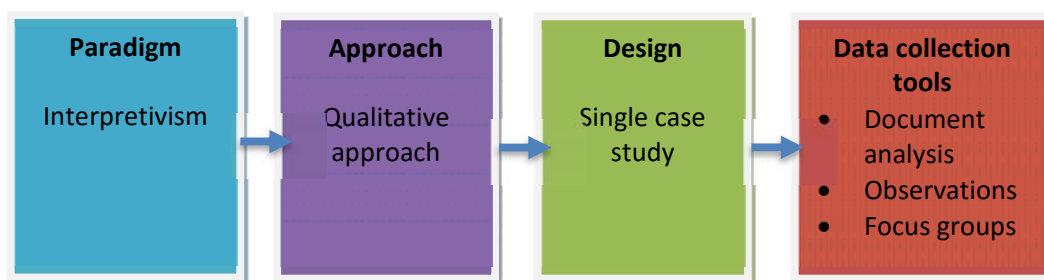 Paradigm
Interpretivism
Approach
Qualitative
approach
Design
Single case
study
Data collection
tools
• Document
analysis
• Observations
• Focus groups